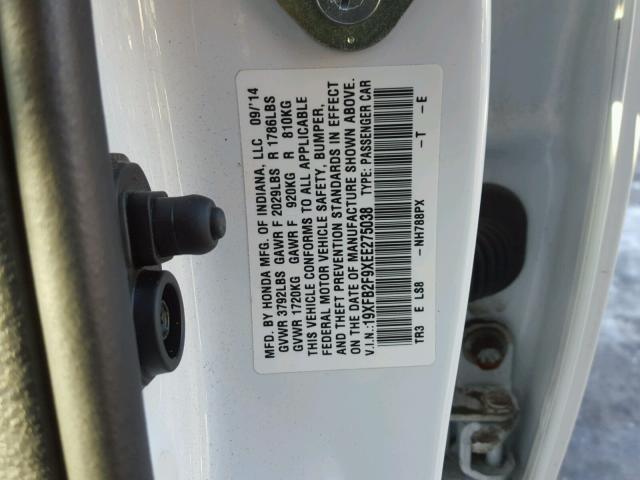 MFD. BY HONDA MFG. OF INDIANA, LLC 09/14
GVWR 3792LBS GAWR F 2029LBS R 1786LBS
GVWR 1720KG GAWR F 920KG R 810KG
THIS VEHICLE CONFORMS TO ALL APPLICABLE
FEDERAL MOTOR VEHICLE SAFETY, BUMPER,
AND THEFT PREVENTION STANDARDS IN EFFECT
ON THE DATE OF MANUFACTURE SHOWN ABOVE.
V.I.N.:19XFB2F9XEE275038 TYPE: PASSENGER CAR
TR3 E LS8 -NH788PX -T -E